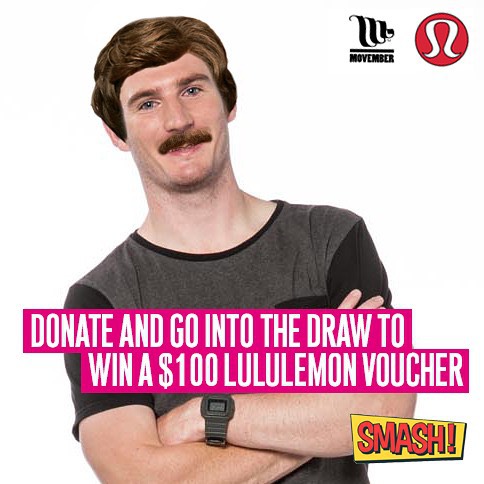 MOVEMBER
DONATE AND GO INTO THE DRAW TO
WIN A $100 LULULEMON VOUCHER
SMASH!